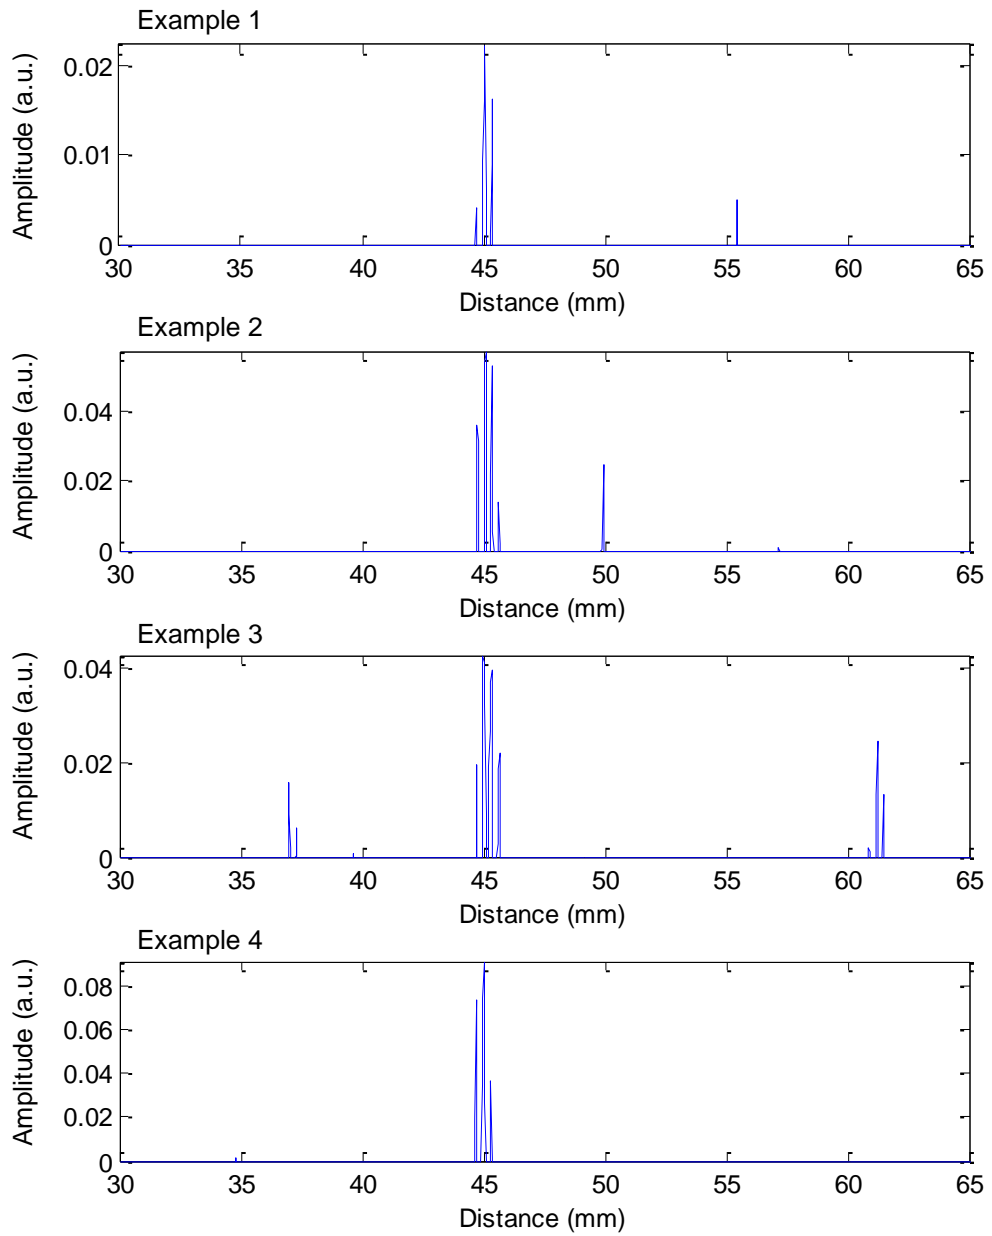 Example 1
Amplitude (a.u.)
0.02
0.01
0
30 35 40 45 50 55 60 65
Distance (mm)
Example 2
Amplitude (a.u.)
0.04
0.02
0
30 35 40 45 50 55 60 65
Distance (mm)
Example 3
Amplitude (a.u.)
0.04
0.02
0
30 35 40 45 50 55 60 65
Distance (mm)
Example 4
Amplitude (a.u.)
0.08
0.06
0.04
0.02
0
30 35 40 45 50 55 60 65
Distance (mm)